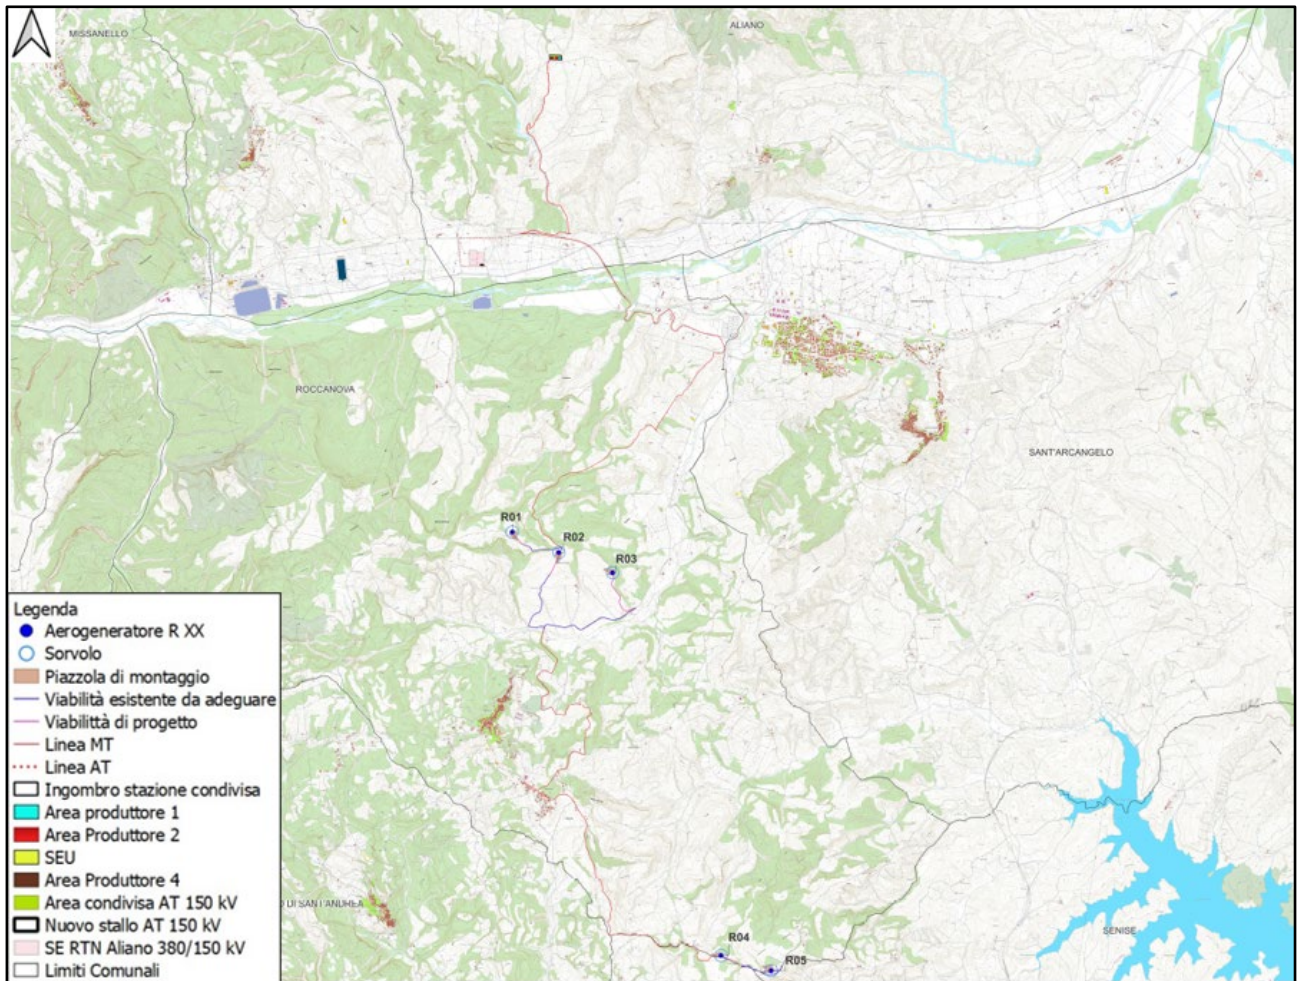 MISSANELLO
ALIANO
ROCCANOVA
SANT'ARCANGELO
R01
R02
R03
Legenda
Aerogeneratore R XX
Sorvolo
Piazzola di montaggio
Viabilità esistente da adeguare
Viabilittà di progetto
Linea MT
Linea AT
Ingombro stazione condivisa
Area produttore 1
Area Produttore 2
SEU
Area Produttore 4
Area condivisa AT 150 kV
Nuovo stallo AT 150 kV
SE RTN Aliano 380/150 kV
Limiti Comunali
O DI SANT'ANDREA
R04
R05
SENISE